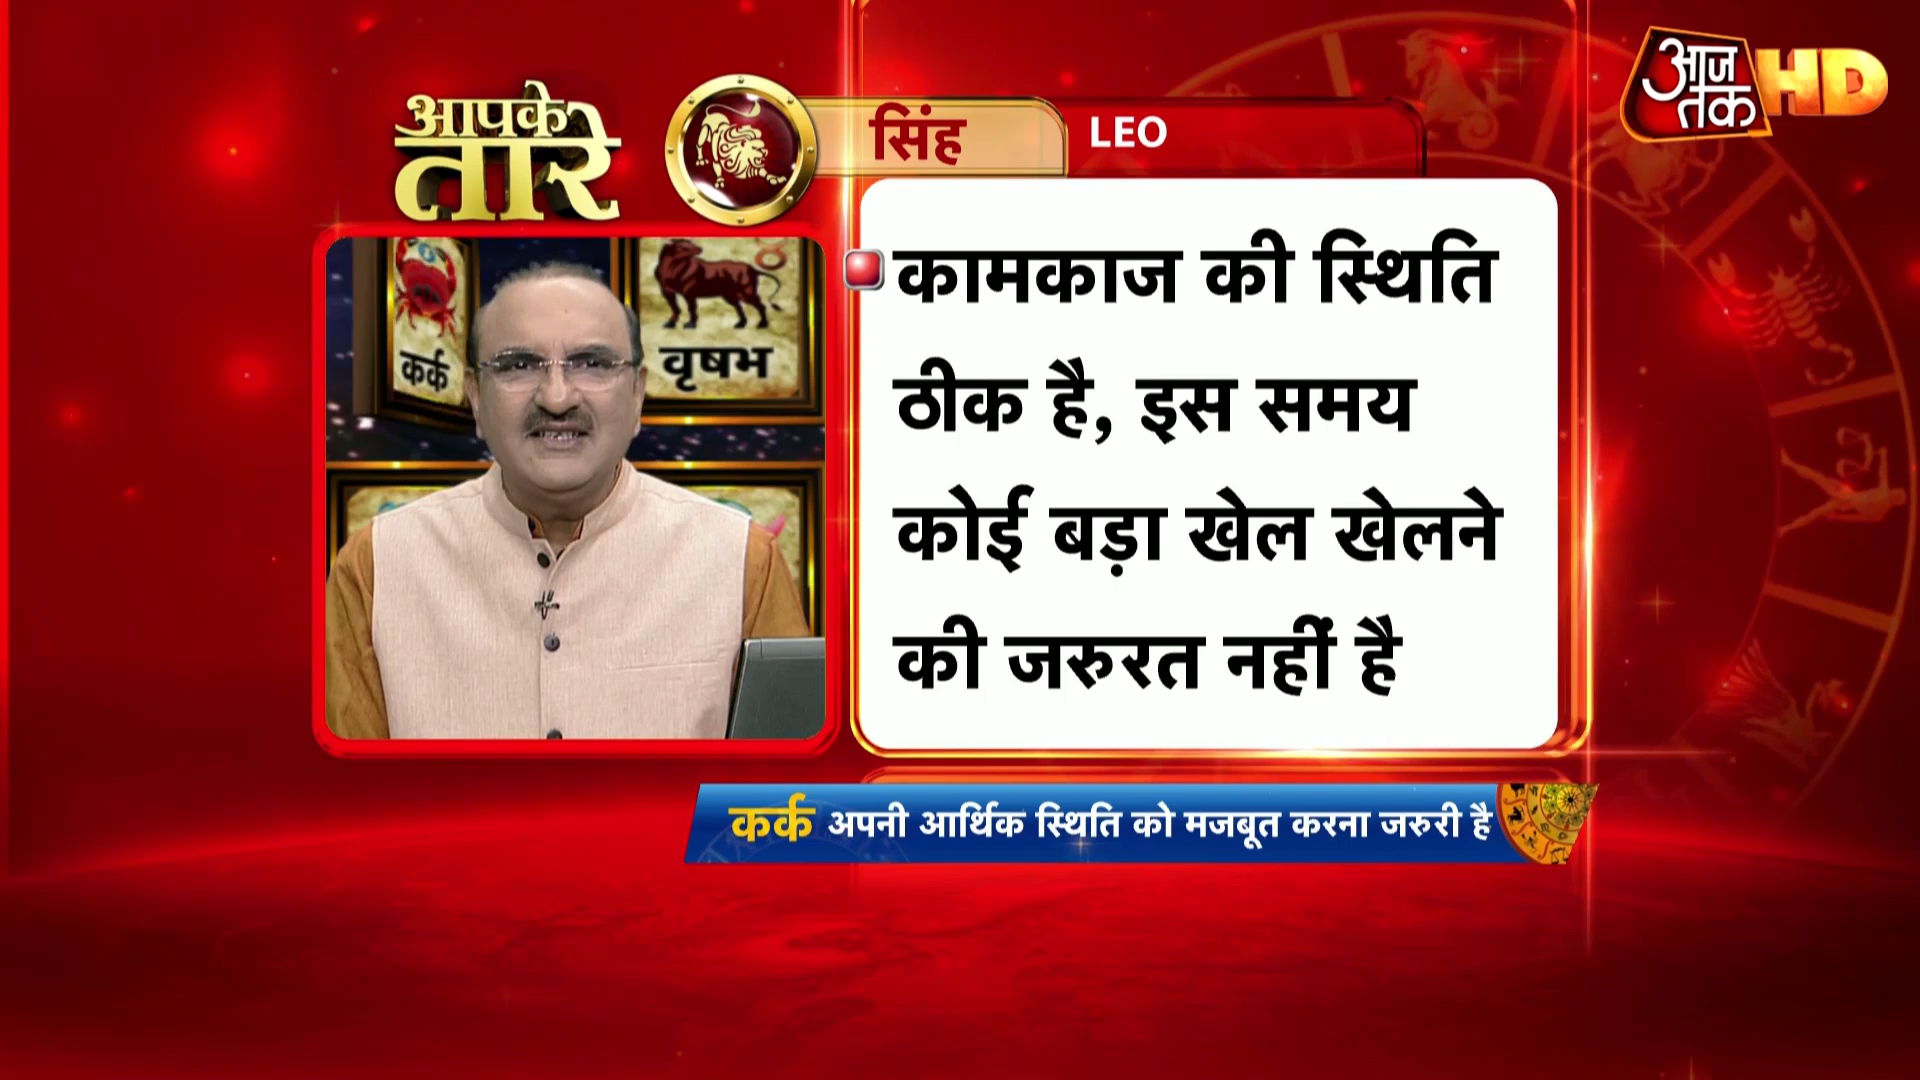 आज
तक HD
आपके
तारे
सिंह LEO
कामकाज की स्थिति
ठीक है, इस समय
कोई बड़ा खेल खेलने
की जरुरत नहीं है
कर्क
वृषभ
कर्क अपनी आर्थिक स्थिति को मजबूत करना जरुरी है